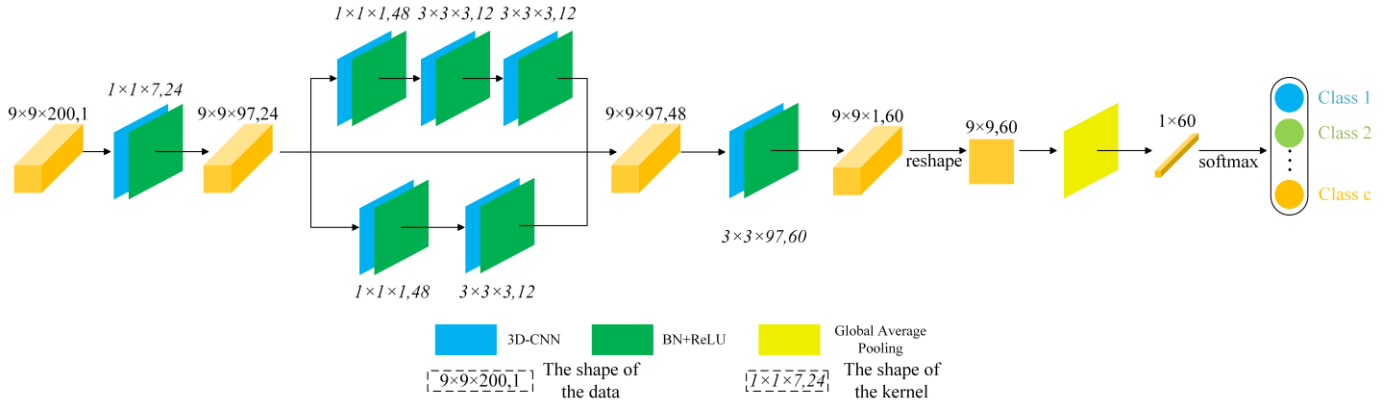 1×1×1,48
3×3×3,12
3×3×3,12
9×9×200,1
1×1×7,24
9×9×97,24
9×9×97,48
3×3×97,60
9×9×1,60
reshape
9×9,60
1×60
softmax
Class 1
Class 2
Class c
1×1×1,48
3×3×3,12
3D-CNN
BN+ReLU
Global Average
Pooling
9×9×200,1
The shape of
the data
1×1×7,24
The shape of
the kernel